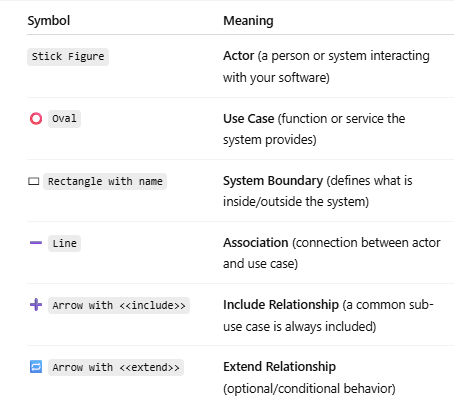 Symbol Meaning
Stick Figure Actor (a person or system interacting
with your software)
Oval Use Case (function or service the
system provides)
Rectangle with name System Boundary (defines what is
inside/outside the system)
Line Association (connection between actor
and use case)
Arrow with <<include>> Include Relationship (a common sub-
use case is always included)
Arrow with <<extend>> Extend Relationship
(optional/conditional behavior)